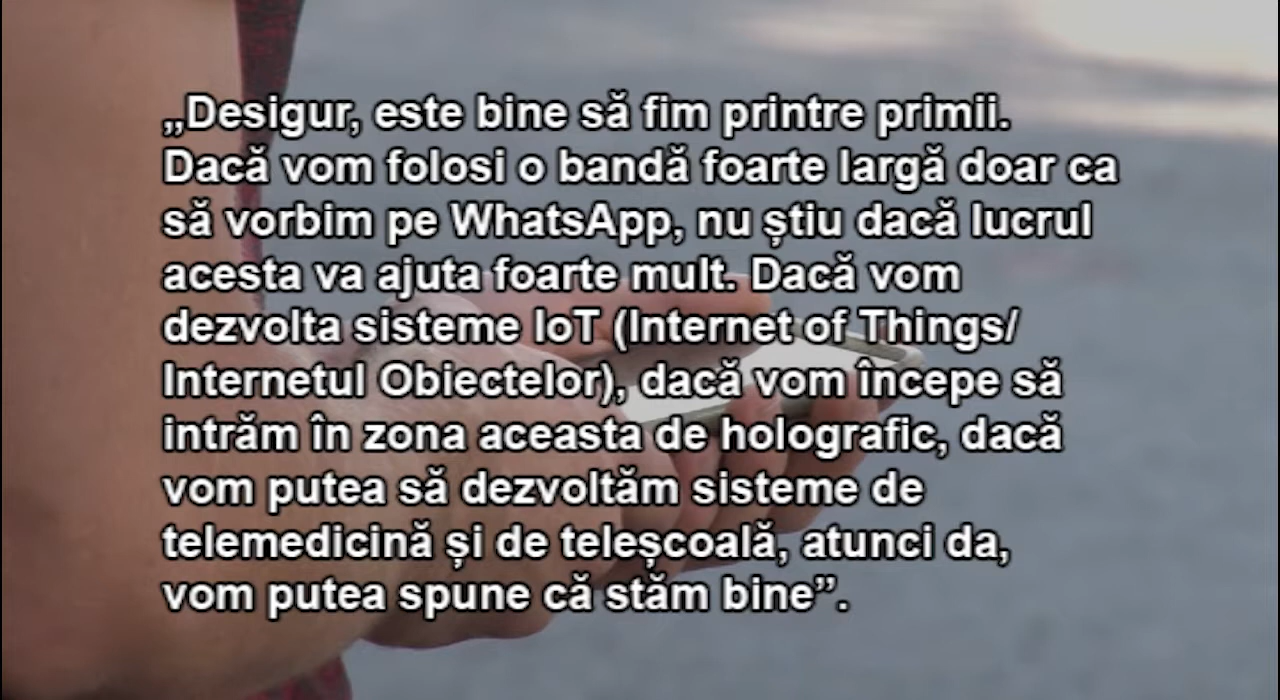 „Desigur, este bine să fim printre primii.
Dacă vom folosi o bandă foarte largă doar ca
să vorbim pe WhatsApp, nu știu dacă lucrul
acesta va ajuta foarte mult. Dacă vom
dezvolta sisteme IoT (Internet of Things/
Internetul Obiectelor), dacă vom începe să
intrăm în zona aceasta de holografic, dacă
vom putea să dezvoltăm sisteme de
telemedicină și de teleșcoală, atunci da,
vom putea spune că stăm bine”.